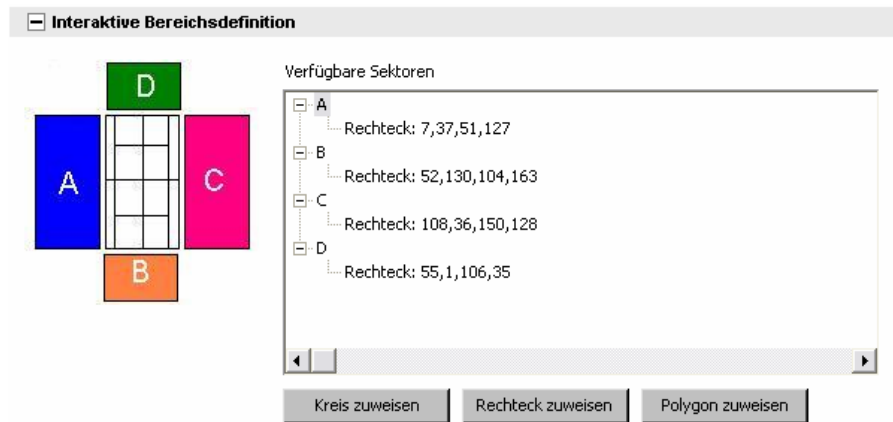 Interaktive Bereichsdefinition
D
A
C
B
Verfügbare Sektoren
A
Rechteck: 7,37,51,127
B
Rechteck: 52,130,104,163
C
Rechteck: 108,36,150,128
D
Rechteck: 55,1,106,35
Kreis zuweisen Rechteck zuweisen Polygon zuweisen